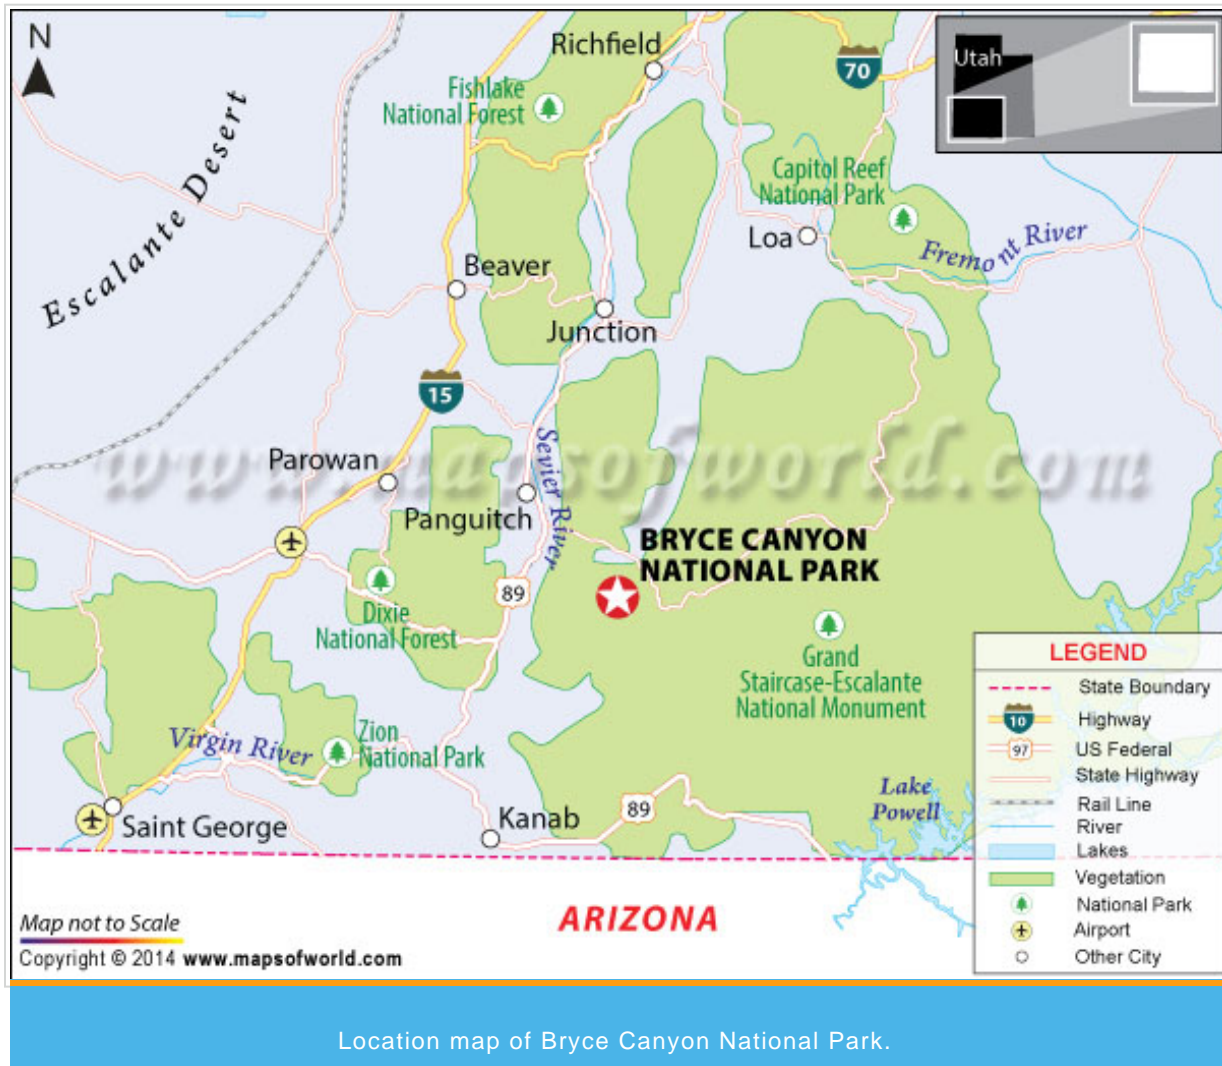 N
Richfield
70
Utah
Fishlake
National Forest
Escalante Desert
Capitol Reef
National Park
Loa
Fremont River
Beaver
Junction
15
www.mapsofworld.com
Sevier River
Parowan
Panguitch
BRYCE CANYON
NATIONAL PARK
89
Dixie
National Forest
Grand
Staircase-Escalante
National Monument
Virgin River
Zion
National Park
Lake
Powell
89
Kanab
Saint George
LEGEND
State Boundary
10 Highway
97 US Federal
State Highway
Rail Line
River
Lakes
Vegetation
National Park
Airport
Other City
ARIZONA
Map not to Scale
Copyright © 2014 www.mapsofworld.com
Location map of Bryce Canyon National Park.